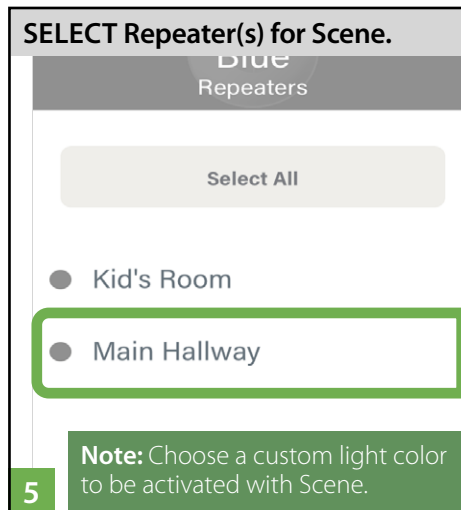 SELECT Repeater(s) for Scene.
Blue
Repeaters
Select All
Kid's Room
Main Hallway
Note: Choose a custom light color
to be activated with Scene.
5